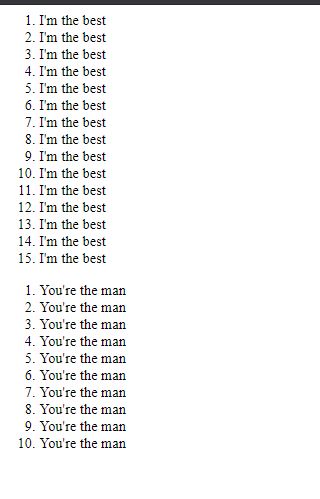 1. I'm the best
2. I'm the best
3. I'm the best
4. I'm the best
5. I'm the best
6. I'm the best
7. I'm the best
8. I'm the best
9. I'm the best
10. I'm the best
11. I'm the best
12. I'm the best
13. I'm the best
14. I'm the best
15. I'm the best
1. You're the man
2. You're the man
3. You're the man
4. You're the man
5. You're the man
6. You're the man
7. You're the man
8. You're the man
9. You're the man
10. You're the man